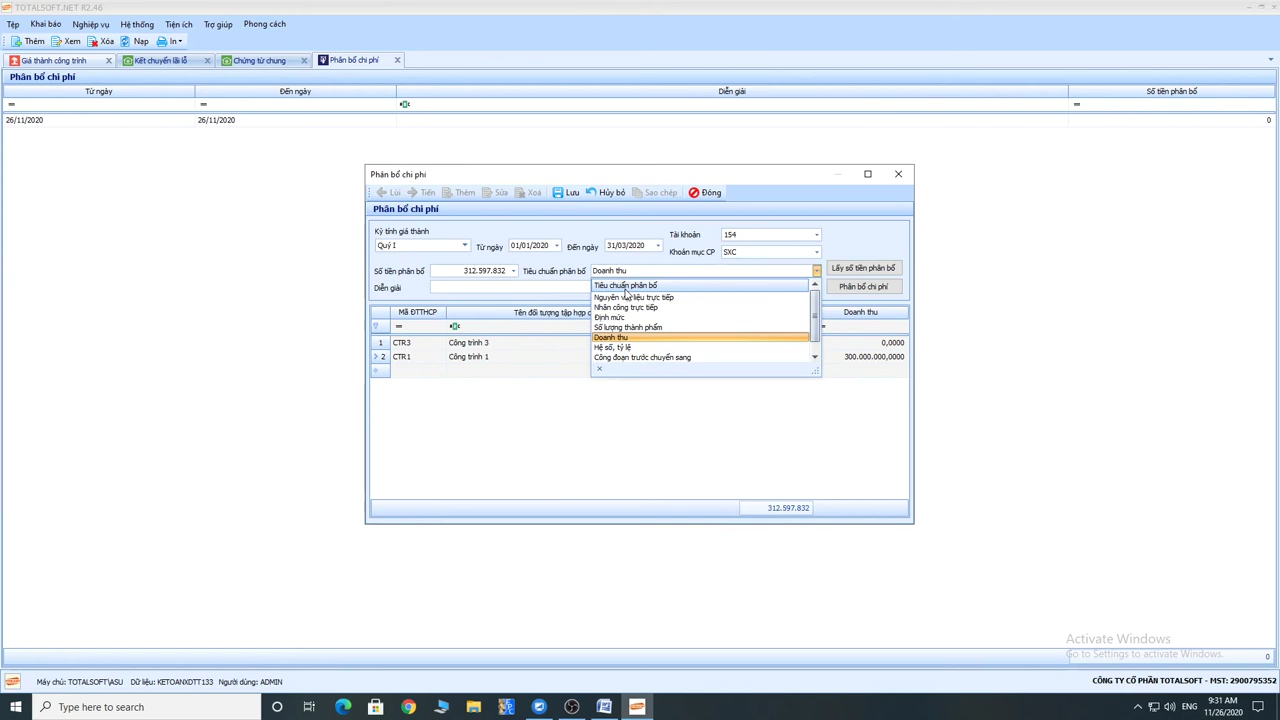 TOTALSOFT.NET R2.46
Tệp Khai báo Nghiệp vụ Hệ thống Tiện ích Trợ giúp Phong cách
Thêm Xem Xóa Nạp In
Giá thành công trình Kết chuyển lãi lỗ Chứng từ chung Phân bổ chi phí
Phân bổ chi phí
Từ ngày Đến ngày Diễn giải Số tiền phân bổ
26/11/2020 26/11/2020 0
Phân bổ chi phí
Lùi Tiến Thêm Sửa Xoá Lưu Hủy bỏ Sao chép Đóng
Phân bổ chi phí
Kỳ tính giá thành Tài khoản 154
Quý I Từ ngày 01/01/2020 Đến ngày 31/03/2020 Khoản mục CP SXC
Số tiền phân bổ 312.597.832 Tiêu chuẩn phân bổ Doanh thu Lấy số tiền phân bổ
Diễn giải Tiêu chuẩn phân bổ Phân bổ chi phí
Nguyên vật liệu trực tiếp
Nhân công trực tiếp
Định mức
Số lượng thành phẩm
Doanh thu
Hệ số, tỷ lệ
Công đoạn trước chuyển sang
Mã ĐTTHCP Tên đối tượng tập hợp Doanh thu
1 CTR3 Công trình 3 0,0000
2 CTR1 Công trình 1 300.000.000,0000
312.597.832
Activate Windows
Go to Settings to activate Windows.
0
Máy chủ: TOTALSOFT\ASU Dữ liệu: KETOANXDTT133 Người dùng: ADMIN CÔNG TY CỔ PHẦN TOTALSOFT - MST: 2900795352
Type here to search ENG 9:31 AM
11/26/2020